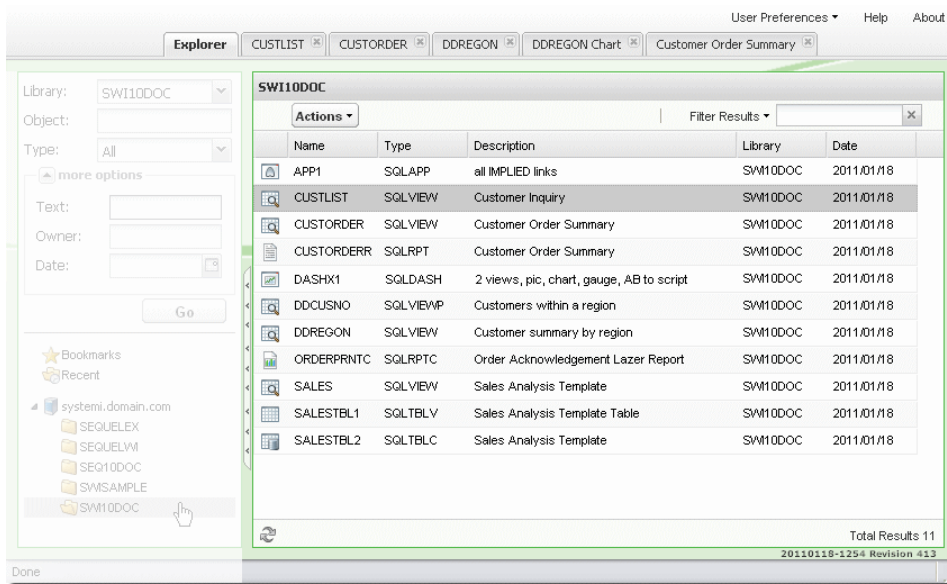 User Preferences Help About
Explorer CUSTLIST CUSTORDER DDREGON DDREGON Chart Customer Order Summary
Library: SWI10DOC
Object:
Type: All
more options
Text:
Owner:
Date:
Go
Bookmarks
Recent
systemi.domain.com
SEQUELEX
SEQUELWI
SEQ10DOC
SWISAMPLE
SWI10DOC
SWI10DOC
Actions Filter Results
Name Type Description Library Date
APP1 SQLAPP all IMPLIED links SWI10DOC 2011/01/18
CUSTLIST SQLVIEW Customer Inquiry SWI10DOC 2011/01/18
CUSTORDER SQLVIEW Customer Order Summary SWI10DOC 2011/01/18
CUSTORDERR SQLRPT Customer Order Summary SWI10DOC 2011/01/18
DASHX1 SQLDASH 2 views, pic, chart, gauge, AB to script SWI10DOC 2011/01/18
DDCUSNO SQLVIEWP Customers within a region SWI10DOC 2011/01/18
DDREGON SQLVIEW Customer summary by region SWI10DOC 2011/01/18
ORDERPRNTC SQLRPTC Order Acknowledgement Lazer Report SWI10DOC 2011/01/18
SALES SQLVIEW Sales Analysis Template SWI10DOC 2011/01/18
SALESTBL1 SQLTBLV Sales Analysis Template Table SWI10DOC 2011/01/18
SALESTBL2 SQLTBLC Sales Analysis Template SWI10DOC 2011/01/18
Total Results 11
20110118-1254 Revision 413
Done